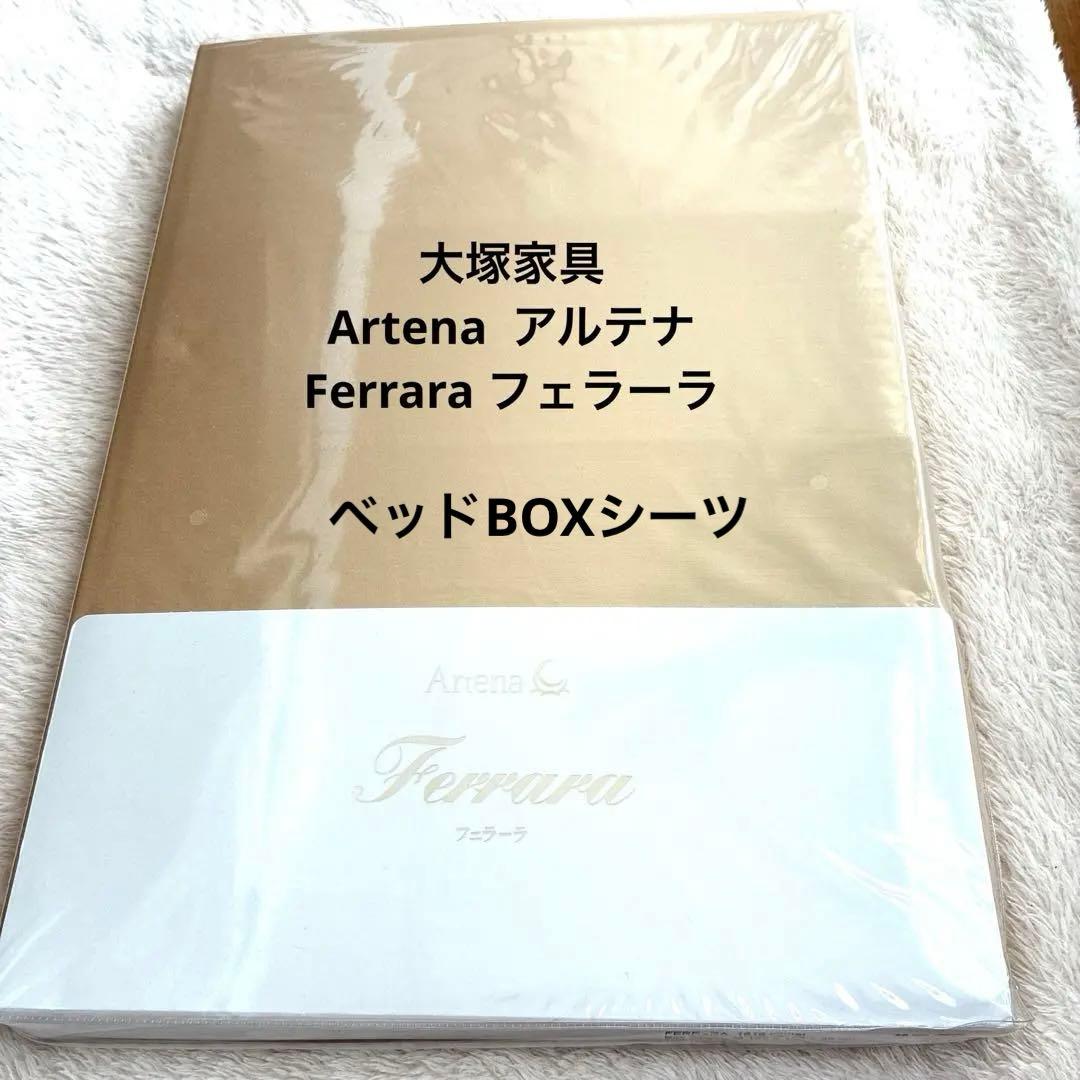 大塚家具
Artena アルテナ
Ferrara フェラーラ
ベッドBOXシーツ
Artena
Ferrara
フェラーラ